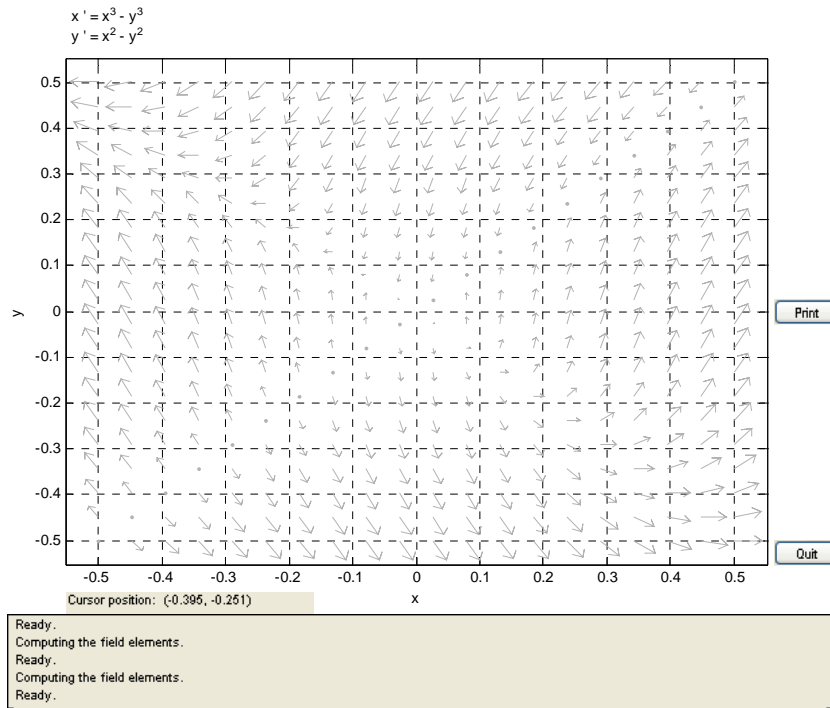 x ' = x³ - y³
y ' = x² - y²
0.5
0.4
0.3
0.2
0.1
0
-0.1
-0.2
-0.3
-0.4
-0.5
y
-0.5 -0.4 -0.3 -0.2 -0.1 0 0.1 0.2 0.3 0.4 0.5
x
Print
Quit
Cursor position: (-0.395, -0.251)
Ready.
Computing the field elements.
Ready.
Computing the field elements.
Ready.